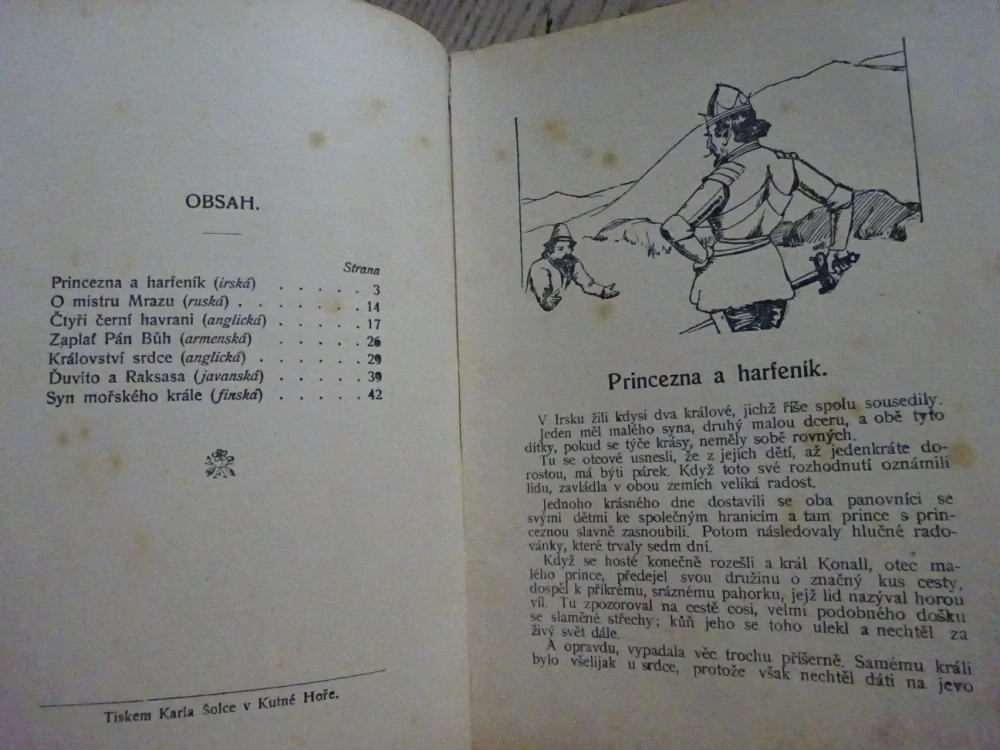 OBSAH.
Strana
Princezna a harfeník (irská) . . . . . 3
O mistru Mrazu (ruská) . . . . . . . 14
Čtyři černí havrani (anglická) . . . . . 17
Zaplať Pán Bůh (armenská) . . . . . 26
Království srdce (anglická) . . . . . . 29
Ďuvito a Raksasa (javanská) . . . . . 39
Syn mořského krále (finská) . . . . . 42
Tiskem Karla Šolce v Kutné Hoře.
Princezna a harfeník.
V Irsku žili kdysi dva králové, jichž říše spolu sousedily.
Jeden měl malého syna, druhý malou dceru, a obě tyto
dítky, pokud se týče krásy, neměly sobě rovných.
Tu se otcové usnesli, že z jejich dětí, až jedenkráte do-
rostou, má býti párek. Když toto své rozhodnutí oznámili
lidu, zavládla v obou zemích veliká radost.
Jednoho krásného dne dostavili se oba panovníci se
svými dětmi ke společným hranicím a tam prince s prin-
ceznou slavně zasnoubili. Potom následovaly hlučné rado-
vánky, které trvaly sedm dní.
Když se hosté konečně rozešli a král Konall, otec ma-
lého prince, předejel svou družinu o značný kus cesty,
dospěl k příkrému, sráznému pahorku, jejž lid nazýval horou
víl. Tu zpozoroval na cestě cosi, velmi podobného došku
se slaměné střechy; kůň jeho se toho ulekl a nechtěl za
živý svět dále.
A opravdu, vypadala věc trochu příšerně. Samému králi
bylo všelijak u srdce, protože však nechtěl dáti na jevo